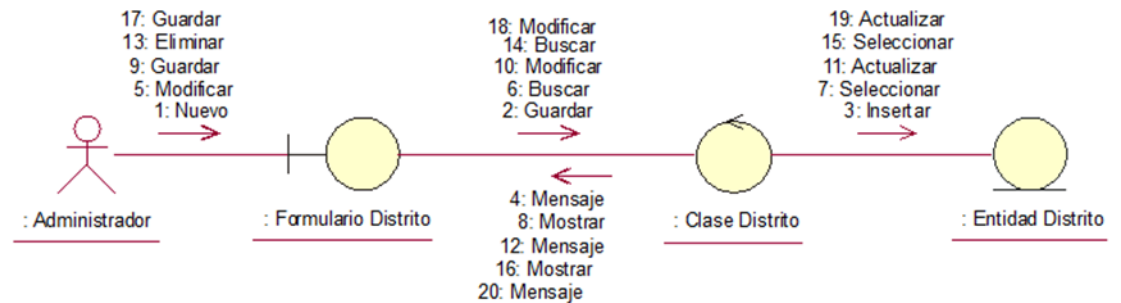 17: Guardar
13: Eliminar
9: Guardar
5: Modificar
1: Nuevo
18: Modificar
14: Buscar
10: Modificar
6: Buscar
2: Guardar
19: Actualizar
15: Seleccionar
11: Actualizar
7: Seleccionar
3: Insertar
4: Mensaje
8: Mostrar
12: Mensaje
16: Mostrar
20: Mensaje
: Administrador
: Formulario Distrito
: Clase Distrito
: Entidad Distrito